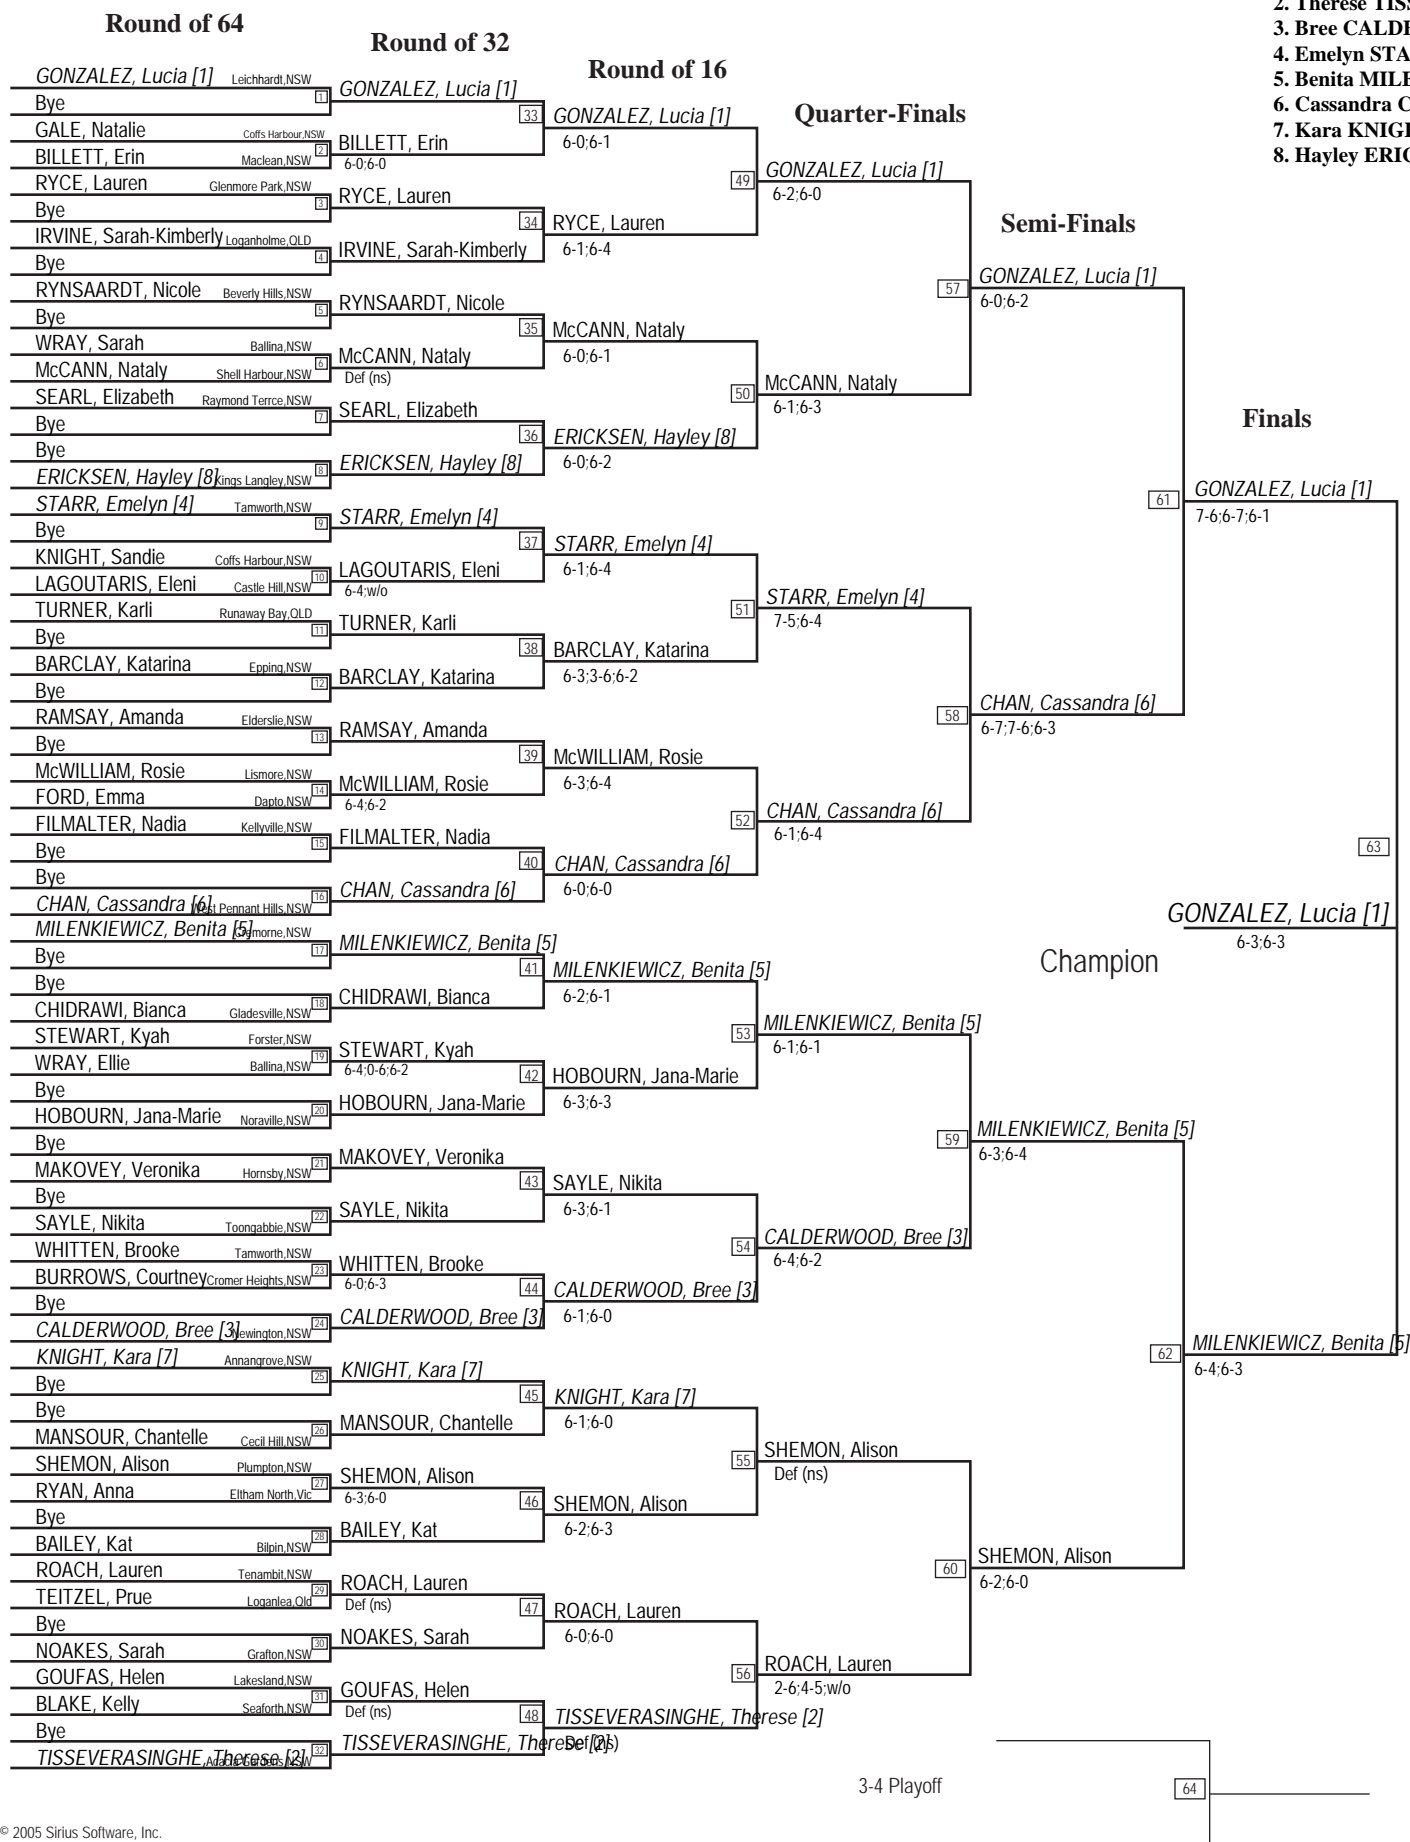 Round of 64
Round of 32
Round of 16
Quarter-Finals
Semi-Finals
Finals
3. Bree
4. Emelyn
5. Benita
6. Cassandra
7. Kara
8. Hayley
GONZALEZ, Lucia [1] Leichhardt,NSW
1
Bye
GALE, Natalie Coffs Harbour,NSW
2
BILLETT, Erin Maclean,NSW
RYCE, Lauren Glenmore Park,NSW
3
Bye
IRVINE, Sarah-Kimberly Loganholme,QLD
4
Bye
RYNSAARDT, Nicole Beverly Hills,NSW
5
Bye
WRAY, Sarah Ballina,NSW
6
McCANN, Nataly Shell Harbour,NSW
SEARL, Elizabeth Raymond Terrce,NSW
7
Bye
Bye
8
ERICKSEN, Hayley [8] Kings Langley,NSW
STARR, Emelyn [4] Tamworth,NSW
9
Bye
KNIGHT, Sandie Coffs Harbour,NSW
10
LAGOUTARIS, Eleni Castle Hill,NSW
TURNER, Karli Runaway Bay,QLD
11
Bye
BARCLAY, Katarina Epping,NSW
12
Bye
RAMSAY, Amanda Elderslie,NSW
13
Bye
McWILLIAM, Rosie Lismore,NSW
14
FORD, Emma Dapto,NSW
FILMALTER, Nadia Kellyville,NSW
15
Bye
Bye
16
CHAN, Cassandra [6] West Pennant Hills,NSW
MILENKIEWICZ, Benita [5] Cremorne,NSW
17
Bye
Bye
18
CHIDRAWI, Bianca Gladesville,NSW
STEWART, Kyah Forster,NSW
19
WRAY, Ellie Ballina,NSW
Bye
20
HOBOURN, Jana-Marie Noraville,NSW
Bye
21
MAKOVEY, Veronika Hornsby,NSW
Bye
22
SAYLE, Nikita Toongabbie,NSW
WHITTEN, Brooke Tamworth,NSW
23
BURROWS, Courtney Cromer Heights,NSW
Bye
24
CALDERWOOD, Bree [3] Newington,NSW
KNIGHT, Kara [7] Annangrove,NSW
25
Bye
Bye
26
MANSOUR, Chantelle Cecil Hill,NSW
SHEMON, Alison Plumpton,NSW
27
RYAN, Anna Eltham North,Vic
Bye
28
BAILEY, Kat Bilpin,NSW
ROACH, Lauren Tenambit,NSW
29
TEITZEL, Prue Loganlea,Qld
Bye
30
NOAKES, Sarah Grafton,NSW
GOUFAS, Helen Lakesland,NSW
31
BLAKE, Kelly Seaforth,NSW
Bye
32
TISSEVERASINGHE, Therese [2] Acacia Gardens,NSW
GONZALEZ, Lucia [1]
33
BILLETT, Erin
6-0;6-0
RYCE, Lauren
34
IRVINE, Sarah-Kimberly
RYNSAARDT, Nicole
35
McCANN, Nataly
Def (ns)
SEARL, Elizabeth
36
ERICKSEN, Hayley [8]
STARR, Emelyn [4]
37
LAGOUTARIS, Eleni
6-4;w/o
TURNER, Karli
38
BARCLAY, Katarina
RAMSAY, Amanda
39
McWILLIAM, Rosie
6-4;6-2
FILMALTER, Nadia
40
CHAN, Cassandra [6]
MILENKIEWICZ, Benita [5]
41
CHIDRAWI, Bianca
STEWART, Kyah
6-4;0-6;6-2
42
HOBOURN, Jana-Marie
MAKOVEY, Veronika
43
SAYLE, Nikita
WHITTEN, Brooke
6-0;6-3
44
CALDERWOOD, Bree [3]
KNIGHT, Kara [7]
45
MANSOUR, Chantelle
SHEMON, Alison
6-3;6-0
46
BAILEY, Kat
ROACH, Lauren
Def (ns)
47
NOAKES, Sarah
GOUFAS, Helen
Def (ns)
48
TISSEVERASINGHE, Therese [2]
GONZALEZ, Lucia [1]
6-0;6-1
49
RYCE, Lauren
6-1;6-4
McCANN, Nataly
6-0;6-1
50
ERICKSEN, Hayley [8]
6-0;6-2
STARR, Emelyn [4]
6-1;6-4
51
BARCLAY, Katarina
6-3;3-6;6-2
McWILLIAM, Rosie
6-3;6-4
52
CHAN, Cassandra [6]
6-0;6-0
MILENKIEWICZ, Benita [5]
6-2;6-1
53
HOBOURN, Jana-Marie
6-3;6-3
SAYLE, Nikita
6-3;6-1
54
CALDERWOOD, Bree [3]
6-1;6-0
KNIGHT, Kara [7]
6-1;6-0
55
SHEMON, Alison
6-2;6-3
ROACH, Lauren
6-0;6-0
56
TISSEVERASINGHE, Therese [2]
Def (ns)
GONZALEZ, Lucia [1]
6-2;6-0
57
McCANN, Nataly
6-1;6-3
STARR, Emelyn [4]
7-5;6-4
58
CHAN, Cassandra [6]
6-1;6-4
MILENKIEWICZ, Benita [5]
6-1;6-1
59
CALDERWOOD, Bree [3]
6-4;6-2
SHEMON, Alison
Def (ns)
60
ROACH, Lauren
2-6;4-5;w/o
GONZALEZ, Lucia [1]
6-0;6-2
61
CHAN, Cassandra [6]
6-7;7-6;6-3
MILENKIEWICZ, Benita [5]
6-3;6-4
62
SHEMON, Alison
6-2;6-0
GONZALEZ, Lucia [1]
7-6;6-7;6-1
63
MILENKIEWICZ, Benita [5]
6-4;6-3
GONZALEZ, Lucia [1]
6-3;6-3
Champion
3-4 Playoff
64
© 2005 Sirius Software, Inc.